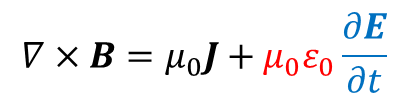 ∇ × B = μ₀J + μ₀ε₀ ∂E/∂t